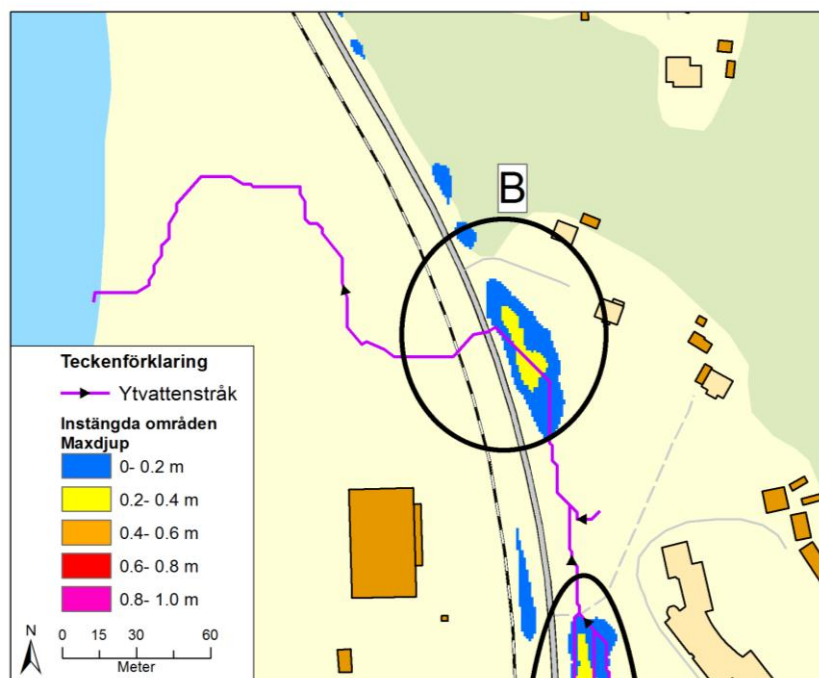 B
Teckenförklaring
Ytvattenstråk
Instängda områden
Maxdjup
0- 0.2 m
0.2- 0.4 m
0.4- 0.6 m
0.6- 0.8 m
0.8- 1.0 m
N
0 15 30 60
Meter